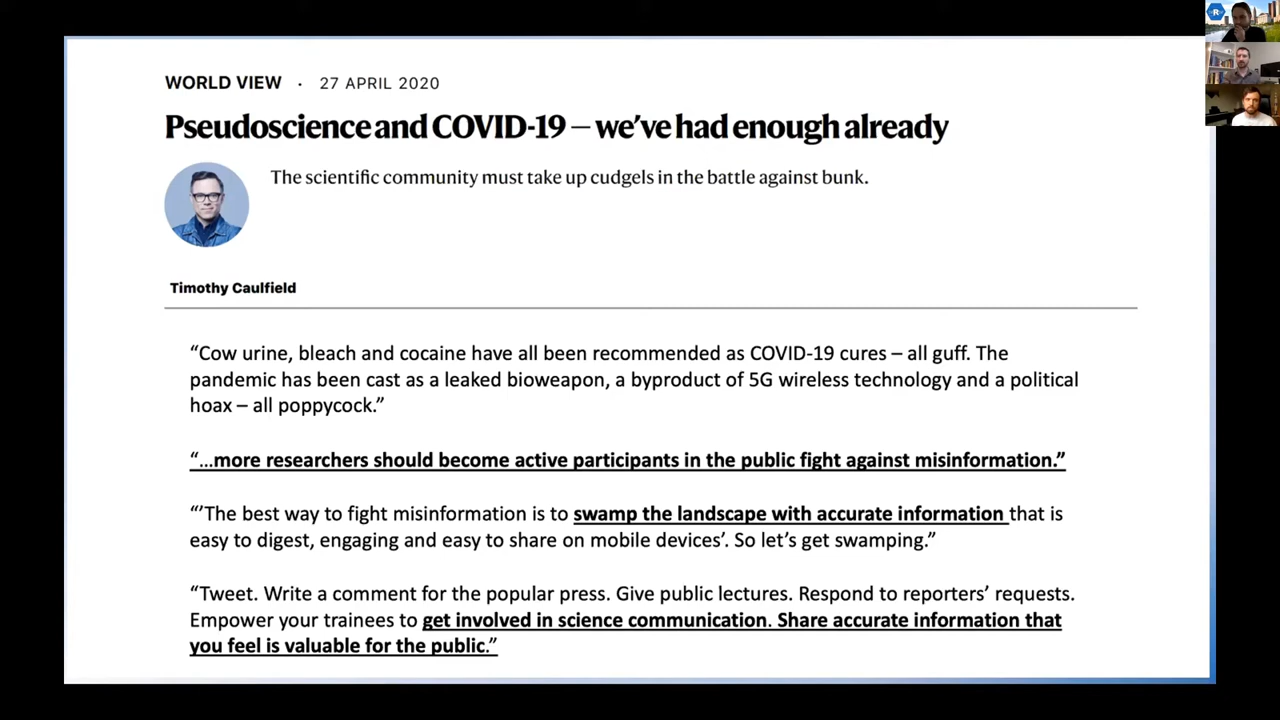 WORLD VIEW · 27 APRIL 2020
Pseudoscience and COVID-19 — we’ve had enough already
The scientific community must take up cudgels in the battle against bunk.
Timothy Caulfield
“Cow urine, bleach and cocaine have all been recommended as COVID-19 cures – all guff. The
pandemic has been cast as a leaked bioweapon, a byproduct of 5G wireless technology and a political
hoax – all poppycock.”
“…more researchers should become active participants in the public fight against misinformation.”
“’The best way to fight misinformation is to swamp the landscape with accurate information that is
easy to digest, engaging and easy to share on mobile devices’. So let’s get swamping.”
“Tweet. Write a comment for the popular press. Give public lectures. Respond to reporters’ requests.
Empower your trainees to get involved in science communication. Share accurate information that
you feel is valuable for the public.”
R